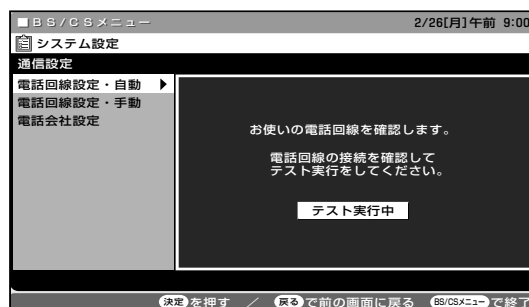 ■BS/CSメニュー 2/26[月]午前 9:00
システム設定
通信設定
電話回線設定・自動 ▶
電話回線設定・手動
電話会社設定
お使いの電話回線を確認します。
電話回線の接続を確認して
テスト実行をしてください。
テスト実行中
決定を押す ／ 戻るで前の画面に戻る BS/CSメニューで終了